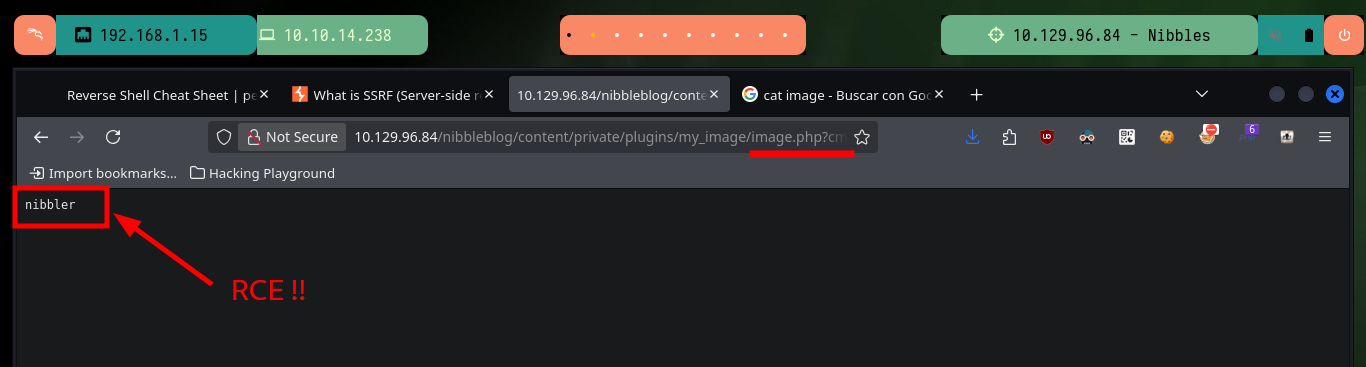 192.168.1.15 10.10.14.238 10.129.96.84 - Nibbles
Reverse Shell Cheat Sheet | pe What is SSRF (Server-side r 10.129.96.84/nibbleblog/conte cat image - Buscar con Goo
Not Secure 10.129.96.84/nibbleblog/content/private/plugins/my_image/image.php?cm 6
Import bookmarks... Hacking Playground
nibbler
RCE !!